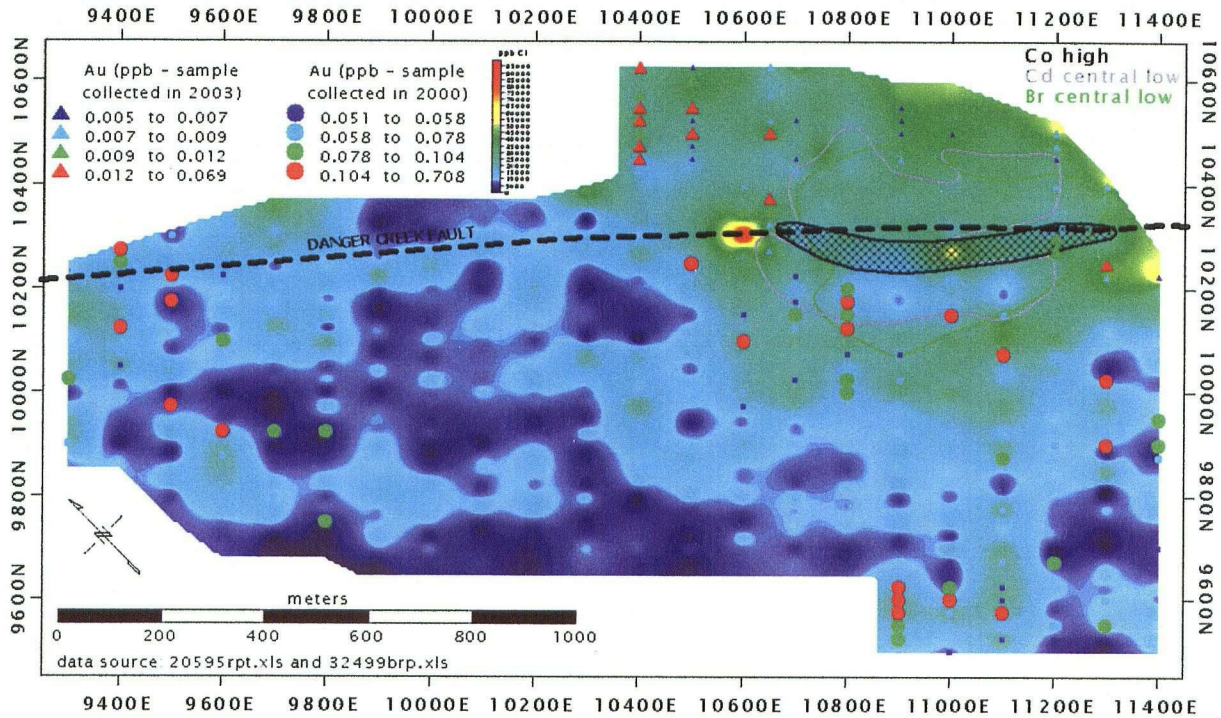 9400E 9600E 9800E 10000E 10200E 10400E 10600E 10800E 11000E 11200E 11400E
Au (ppb - sample
collected in 2003)
0.005 to 0.007
0.007 to 0.009
0.009 to 0.012
0.012 to 0.069
Au (ppb - sample
collected in 2000)
0.051 to 0.058
0.058 to 0.078
0.078 to 0.104
0.104 to 0.708
ppb Cl
Co high
Cd central low
Br central low
10600N
10400N
10200N
10000N
9800N
9600N
10600N
10400N
10200N
10000N
9800N
9600N
DANGER CREEK FAULT
meters
0 200 400 600 800 1000
data source: 20595rpt.xls and 32499brp.xls
9400E 9600E 9800E 10000E 10200E 10400E 10600E 10800E 11000E 11200E 11400E